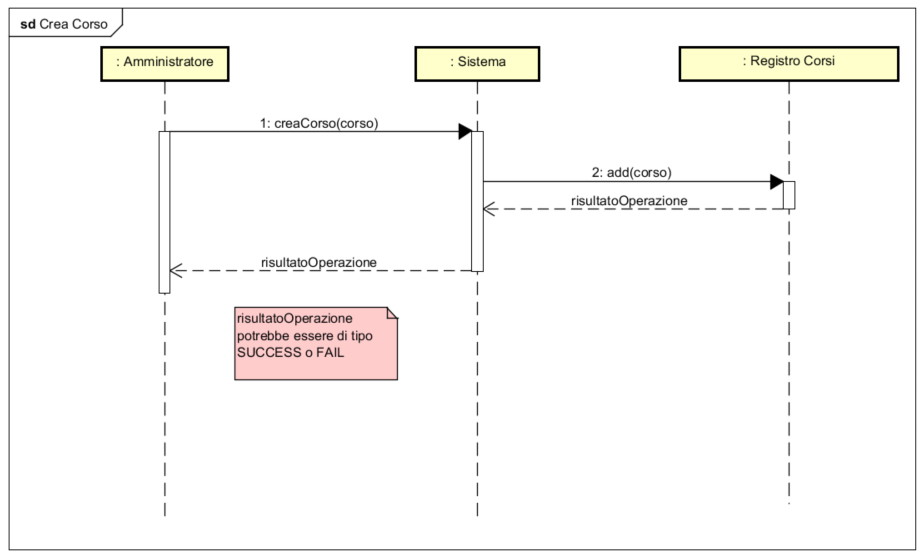 sd Crea Corso
: Amministratore
: Sistema
: Registro Corsi
1: creaCorso(corso)
2: add(corso)
risultatoOperazione
risultatoOperazione
risultatoOperazione
potrebbe essere di tipo
SUCCESS o FAIL